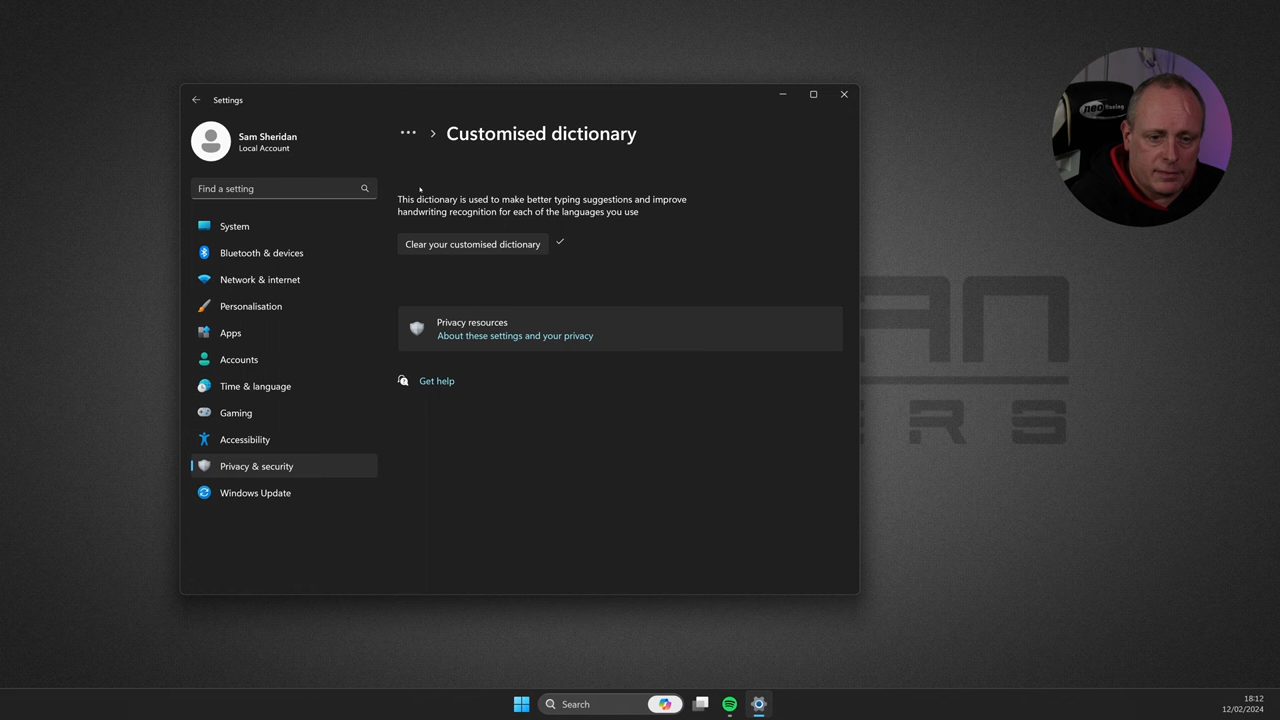 Settings
Sam Sheridan
Local Account
Find a setting
System
Bluetooth & devices
Network & internet
Personalisation
Apps
Accounts
Time & language
Gaming
Accessibility
Privacy & security
Windows Update
Customised dictionary
This dictionary is used to make better typing suggestions and improve
handwriting recognition for each of the languages you use
Clear your customised dictionary
Privacy resources
About these settings and your privacy
Get help
Search
18:12
12/02/2024